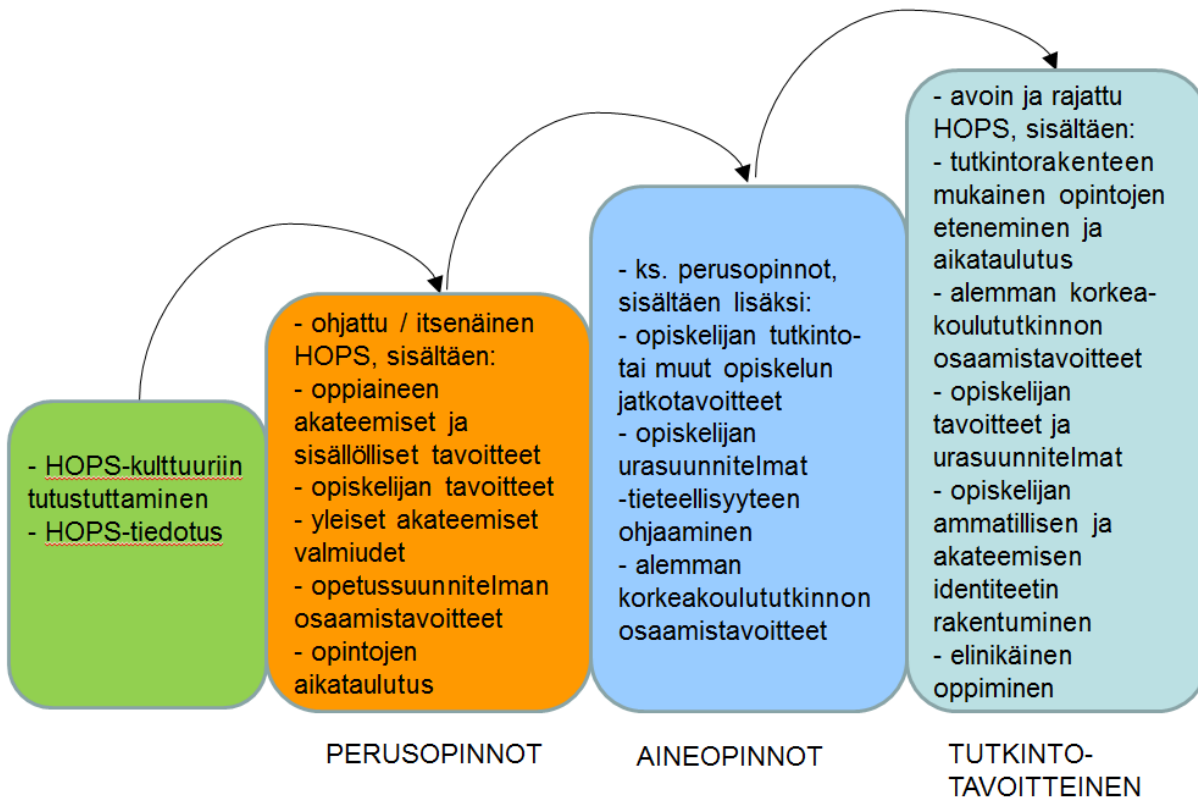 - HOPS-kulttuuriin
tutustuttaminen
- HOPS-tiedotus
- ohjattu / itsenäinen
HOPS, sisältäen:
- oppiaineen
akateemiset ja
sisällölliset tavoitteet
- opiskelijan tavoitteet
- yleiset akateemiset
valmiudet
- opetussuunnitelman
osaamistavoitteet
- opintojen
aikataulutus
PERUSOPINNOT
- ks. perusopinnot,
sisältäen lisäksi:
- opiskelijan tutkinto-
tai muut opiskelun
jatkotavoitteet
- opiskelijan
urasuunnitelmat
-tieteellisyyteen
ohjaaminen
- alemman
korkeakoulututkinnon
osaamistavoitteet
AINEOPINNOT
- avoin ja rajattu
HOPS, sisältäen:
- tutkintorakenteen
mukainen opintojen
eteneminen ja
aikataulutus
- alemman korkea-
koulututkinnon
osaamistavoitteet
- opiskelijan
tavoitteet ja
urasuunnitelmat
- opiskelijan
ammatillisen ja
akateemisen
identiteetin
rakentuminen
- elinikäinen
oppiminen
TUTKINTO-
TAVOITTEINEN